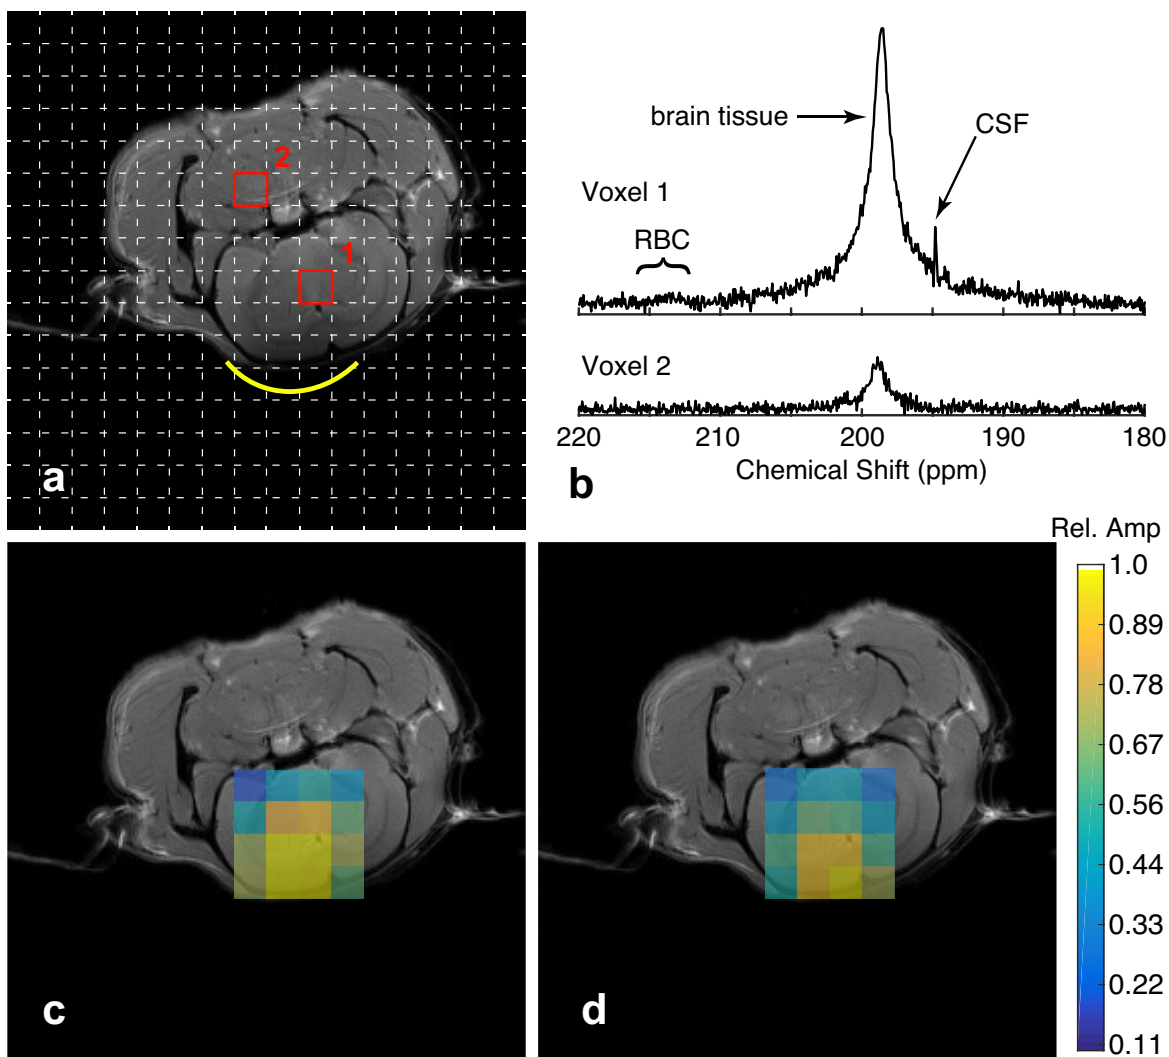 2
1
a
brain tissue
CSF
Voxel 1
RBC
Voxel 2
220
210
200
190
180
Chemical Shift (ppm)
b
Rel. Amp
1.0
0.89
0.78
0.67
0.56
0.44
0.33
0.22
0.11
c
d